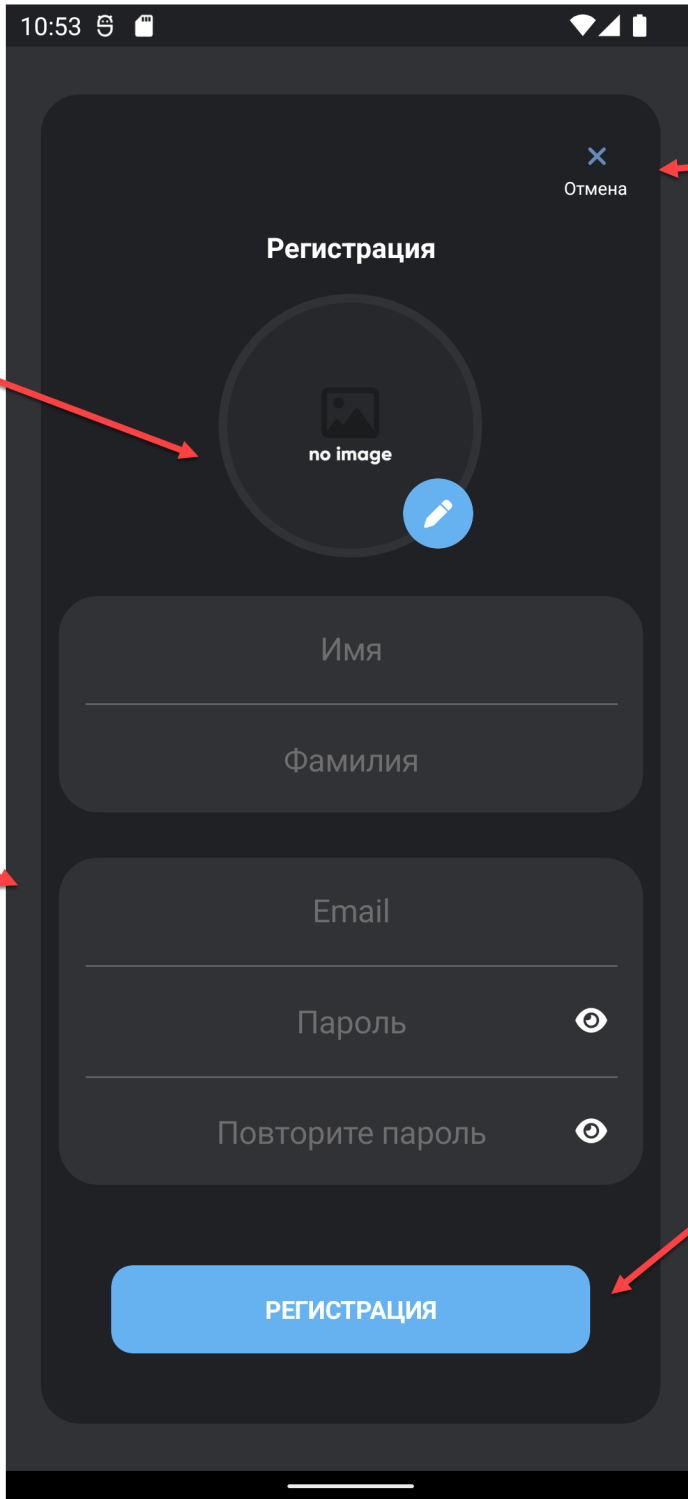 10:53
Отмена
Регистрация
no image
Имя
Фамилия
Email
Пароль
Повторите пароль
РЕГИСТРАЦИЯ